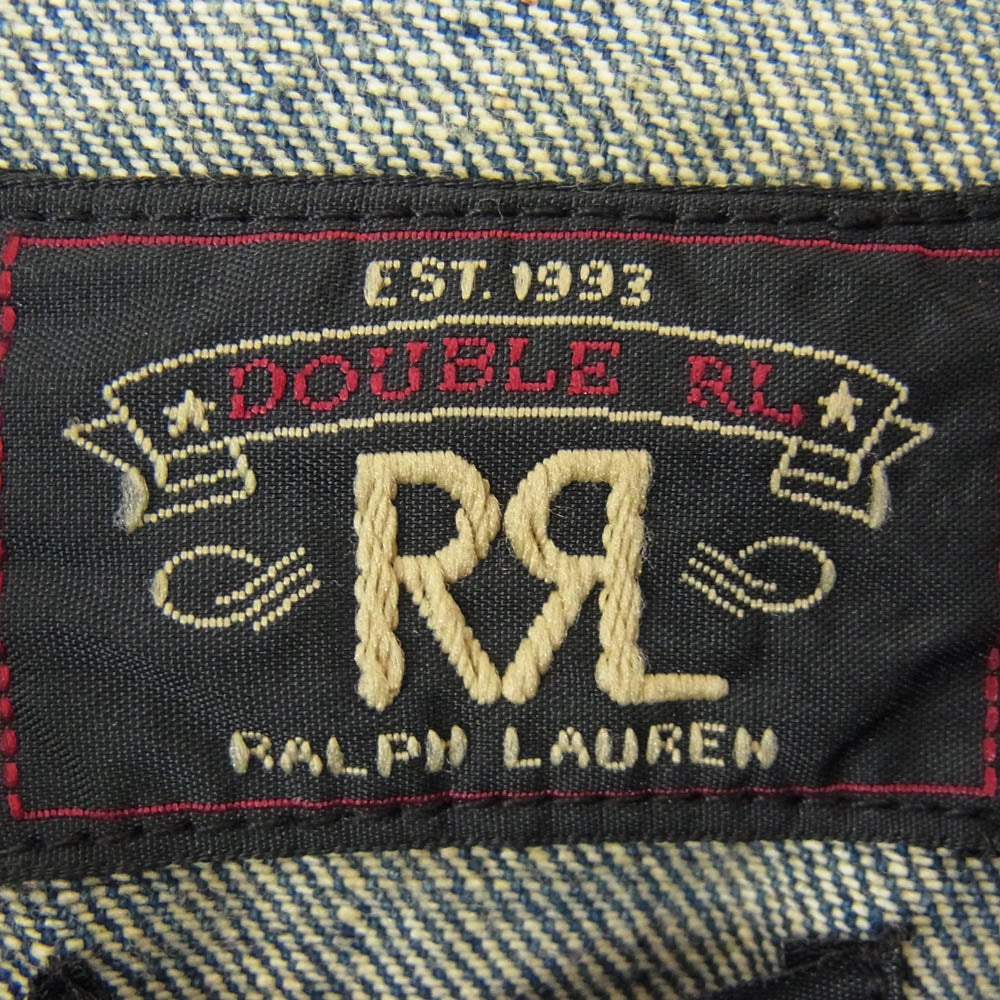 EST. 1993
DOUBLE RL
RRL
RALPH LAUREN